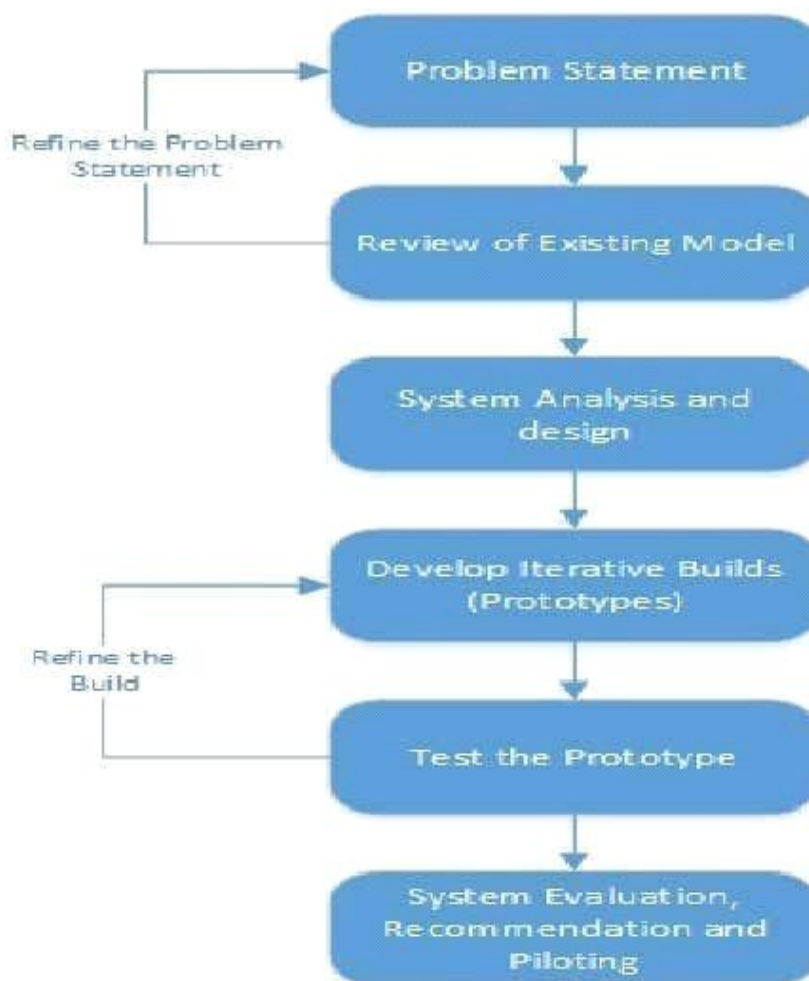 Problem Statement
Refine the Problem
Statement
Review of Existing Model
System Analysis and
design
Develop Iterative Builds
(Prototypes)
Refine the
Build
Test the Prototype
System Evaluation,
Recommendation and
Piloting